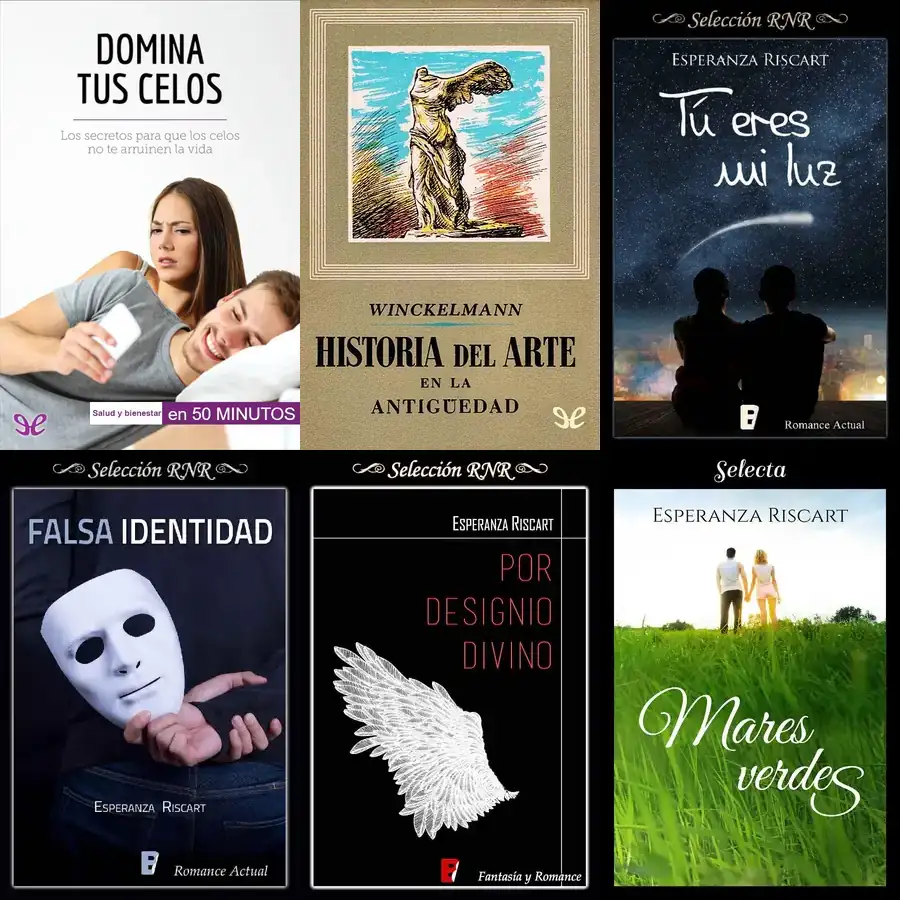 DOMINA
TUS CELOS
Los secretos para que los celos
no te arruinen la vida
Salud y bienestar en 50 MINUTOS
WINCKELMANN
HISTORIA DEL ARTE
EN LA
ANTIGÜEDAD
Selección RNR
ESPERANZA RISCART
Tú eres
mi luz
Romance Actual
Selección RNR
FALSA IDENTIDAD
ESPERANZA RISCART
Romance Actual
Selección RNR
ESPERANZA RISCART
POR
DESIGNIO
DIVINO
Fantasía y Romance
Selecta
ESPERANZA RISCART
Mares
verdes